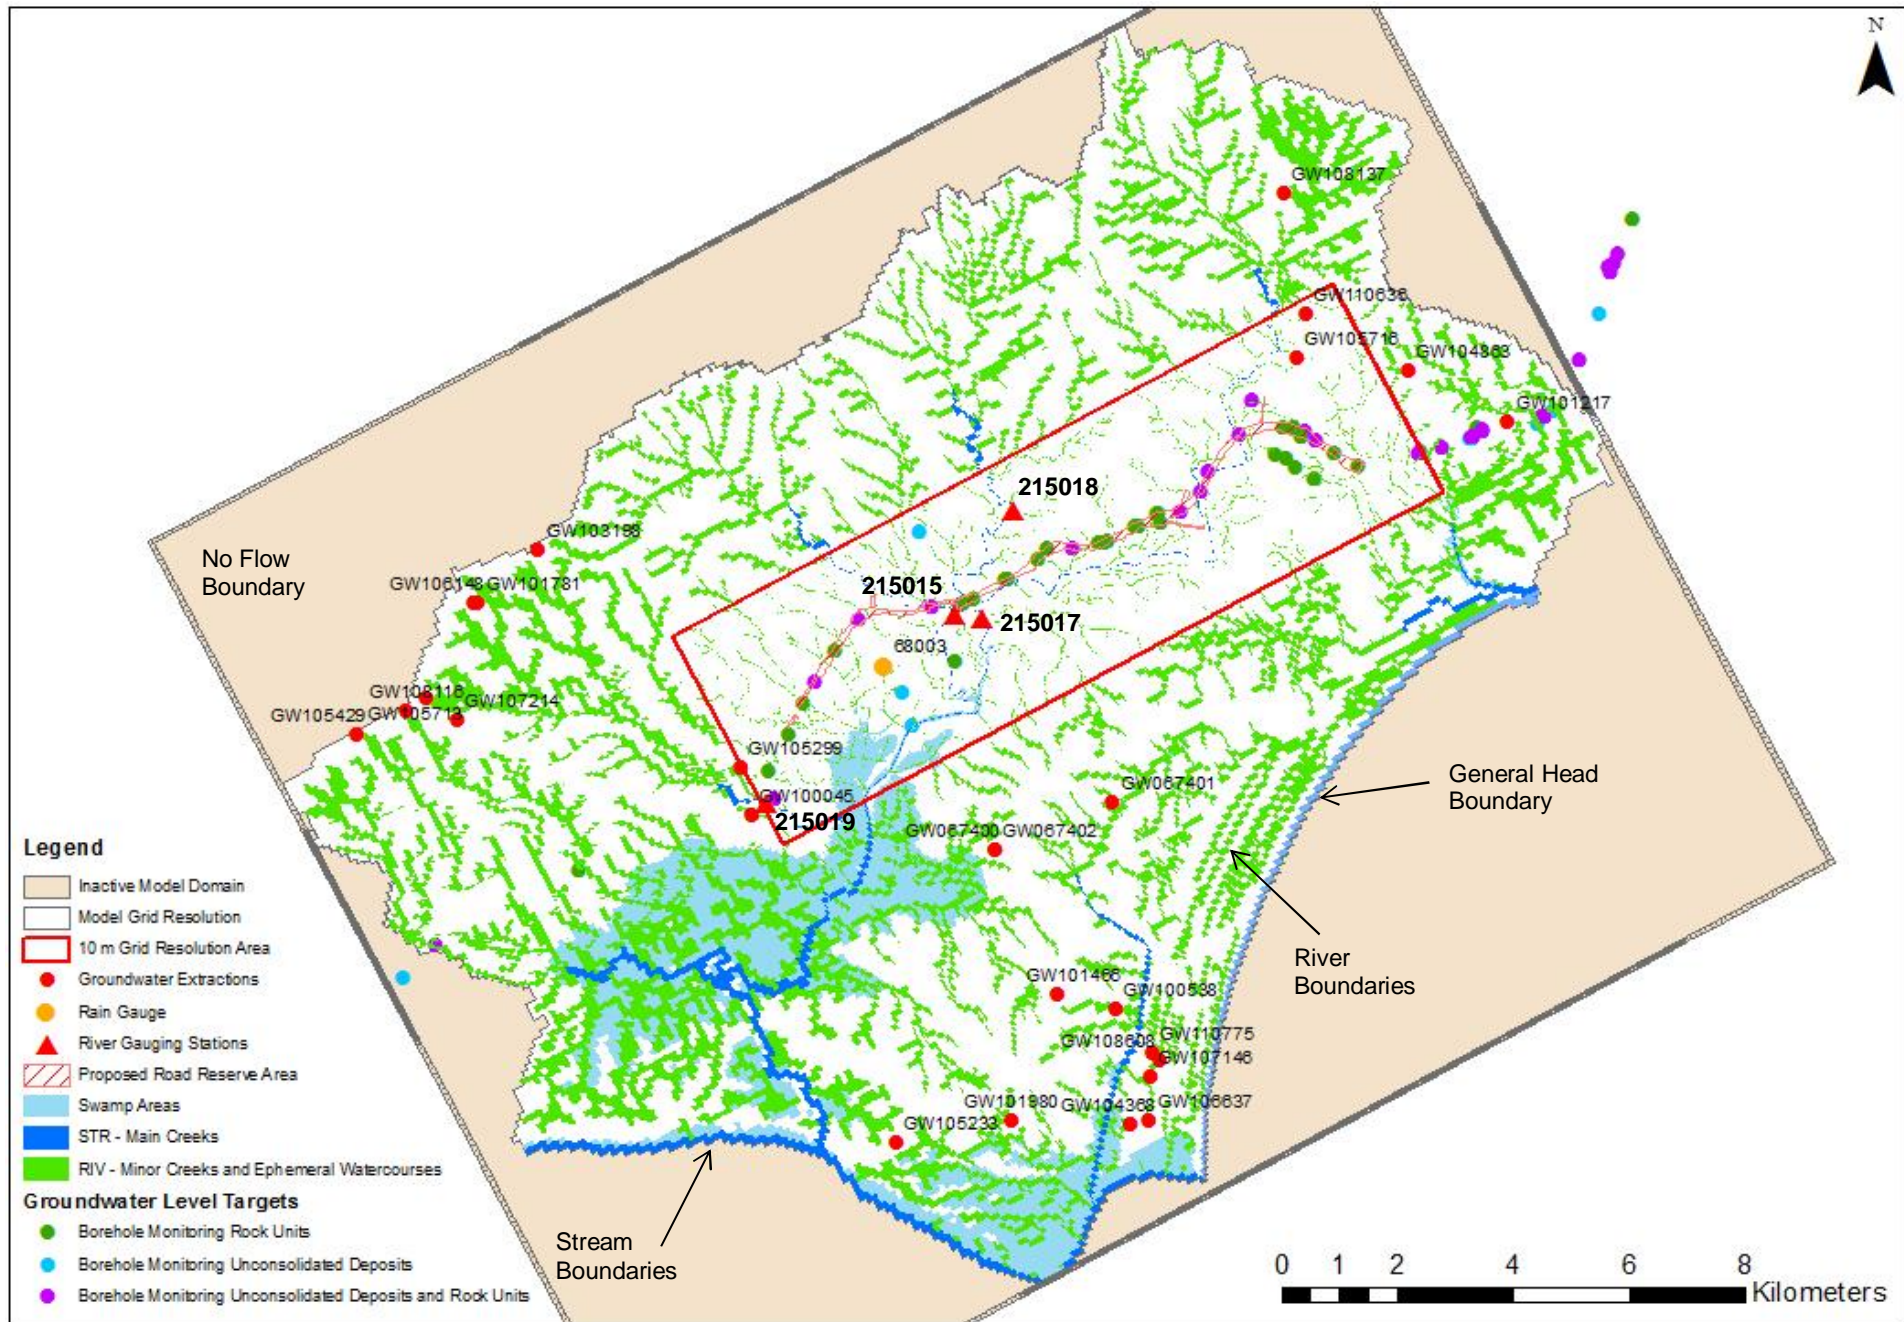 N
GW108137
GW110636
GW105716
GW104863
GW101217
215018
GW103193
No Flow
Boundary
GW106148 GW101781
215015
215017
68003
GW108116
GW107214
GW105429 GW105713
GW105299
GW067401
General Head
Boundary
GW100045
215019
GW067400 GW067402
River
Boundaries
GW101466
GW100538
GW110775
GW108608
GW107146
GW101980 GW104368 GW106637
GW105233
Stream
Boundaries
Legend
Inactive Model Domain
Model Grid Resolution
10 m Grid Resolution Area
Groundwater Extractions
Rain Gauge
River Gauging Stations
Proposed Road Reserve Area
Swamp Areas
STR - Main Creeks
RIV - Minor Creeks and Ephemeral Watercourses
Groundwater Level Targets
Borehole Monitoring Rock Units
Borehole Monitoring Unconsolidated Deposits
Borehole Monitoring Unconsolidated Deposits and Rock Units
0 1 2 4 6 8
Kilometers